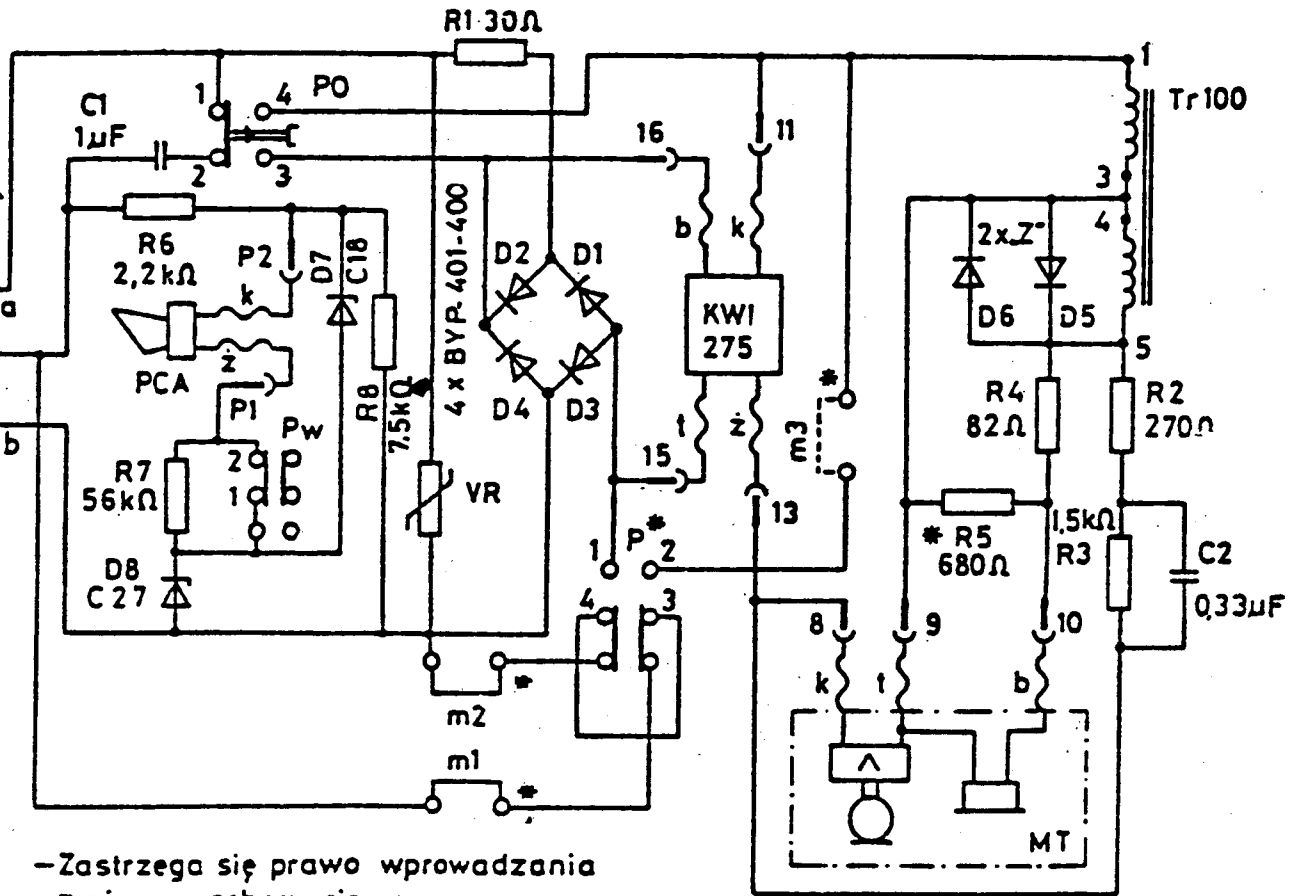 R1·30Ω
1
4
PO
1
Tr100
C1
1μF
16
11
2
3
3
4
R6
2,2kΩ
P2
D7
C18
4 x BYP-401-400
D2
D1
b
k
2x„Z"
a
k
KWI
275
D6
D5
5
ż
PCA
R8
7,5kΩ
D4
D3
*
R4
82Ω
R2
270Ω
P1
Pw
t
ż
m3
b
R7
56kΩ
2
1
VR
15
13
1,5kΩ
* R5
680Ω
R3
C2
0,33μF
D8
C27
1
P*
2
4
3
8
9
10
*
k
t
b
m2
m1
*
MT
–Zastrzega się prawo wprowadzania